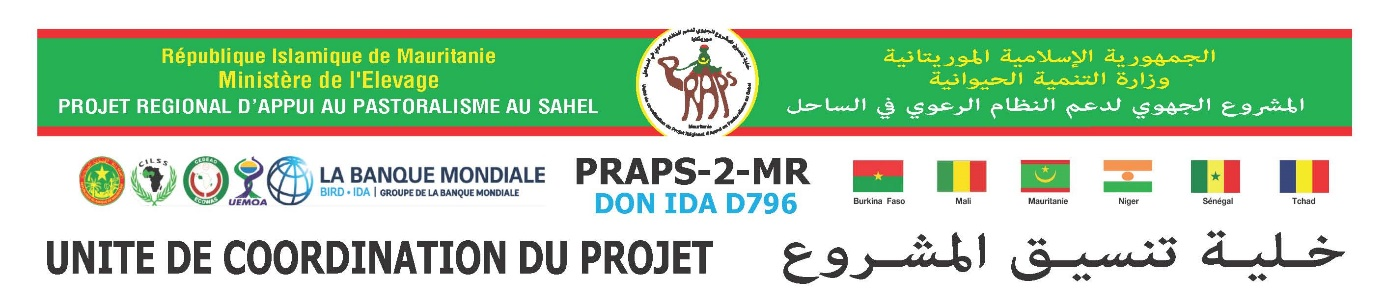 République Islamique de Mauritanie
Ministère de l'Elevage
PROJET REGIONAL D'APPUI AU PASTORALISME AU SAHEL
PRAPS
Mauritanie
الجمهورية الإسلامية الموريتانية
وزارة التنمية الحيوانية
المشروع الجهوي لدعم النظام الرعوي في الساحل
CILSS
CEDEAO
ECOWAS
UEMOA
LA BANQUE MONDIALE
BIRD • IDA | GROUPE DE LA BANQUE MONDIALE
PRAPS-2-MR
DON IDA D796
Burkina Faso
Mali
Mauritanie
Niger
Sénégal
Tchad
UNITE DE COORDINATION DU PROJET
خلية تنسيق المشروع